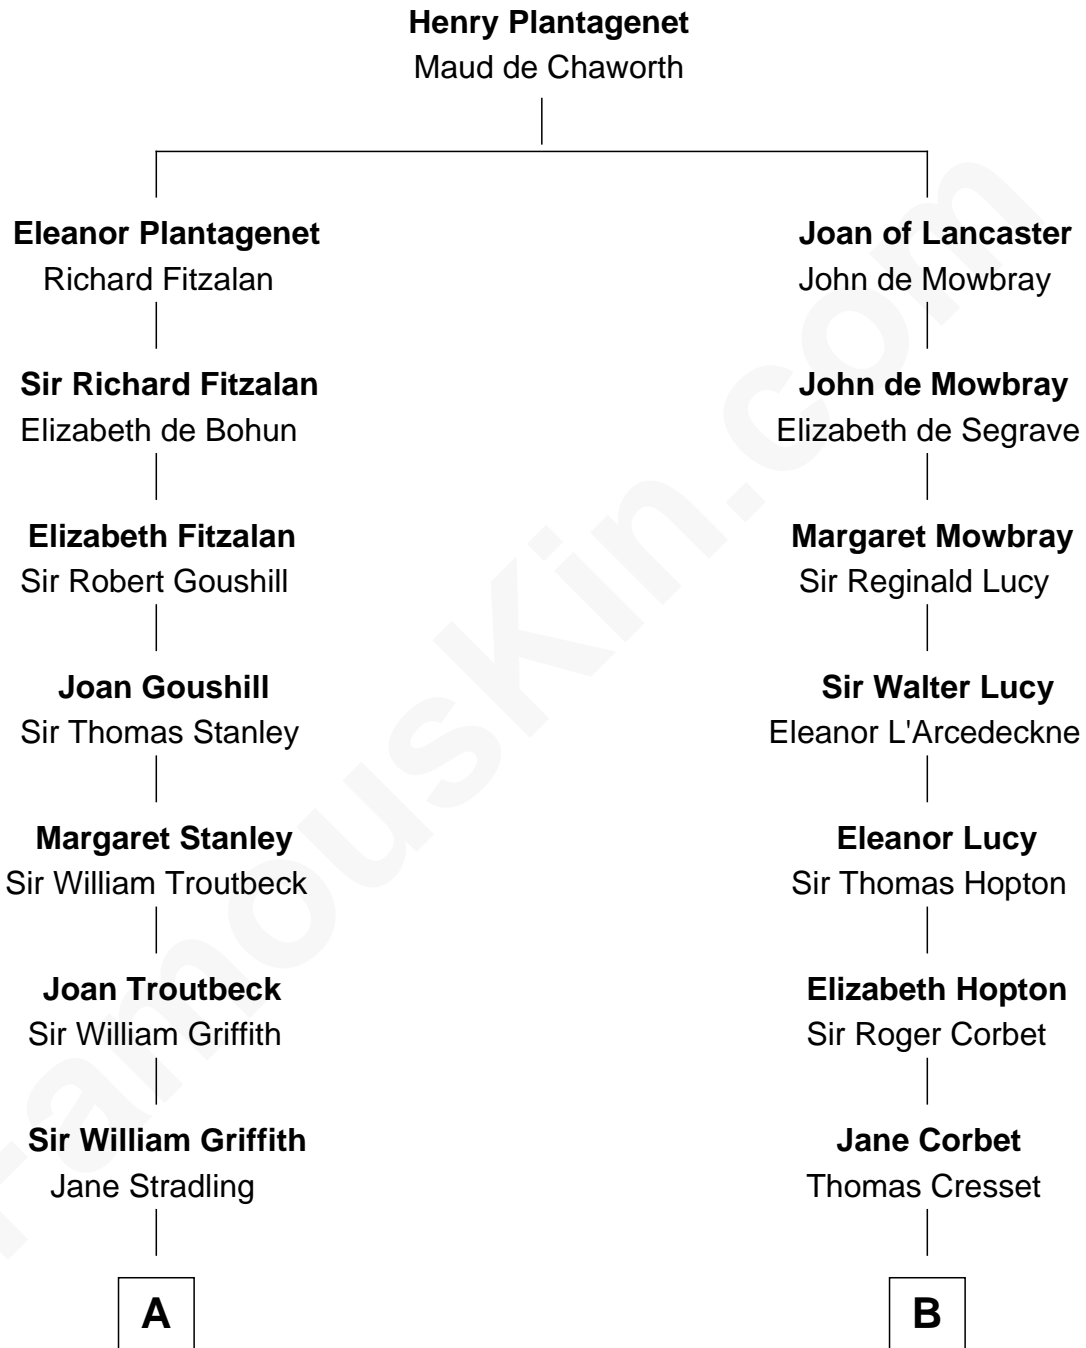 Henry Plantagenet
Maud de Chaworth
Eleanor Plantagenet
Richard Fitzalan
Sir Richard Fitzalan
Elizabeth de Bohun
Elizabeth Fitzalan
Sir Robert Goushill
Joan Goushill
Sir Thomas Stanley
Margaret Stanley
Sir William Troutbeck
Joan Troutbeck
Sir William Griffith
Sir William Griffith
Jane Stradling
A
Joan of Lancaster
John de Mowbray
John de Mowbray
Elizabeth de Segrave
Margaret Mowbray
Sir Reginald Lucy
Sir Walter Lucy
Eleanor L'Arcedeckne
Eleanor Lucy
Sir Thomas Hopton
Elizabeth Hopton
Sir Roger Corbet
Jane Corbet
Thomas Cresset
B
FamousKin.com